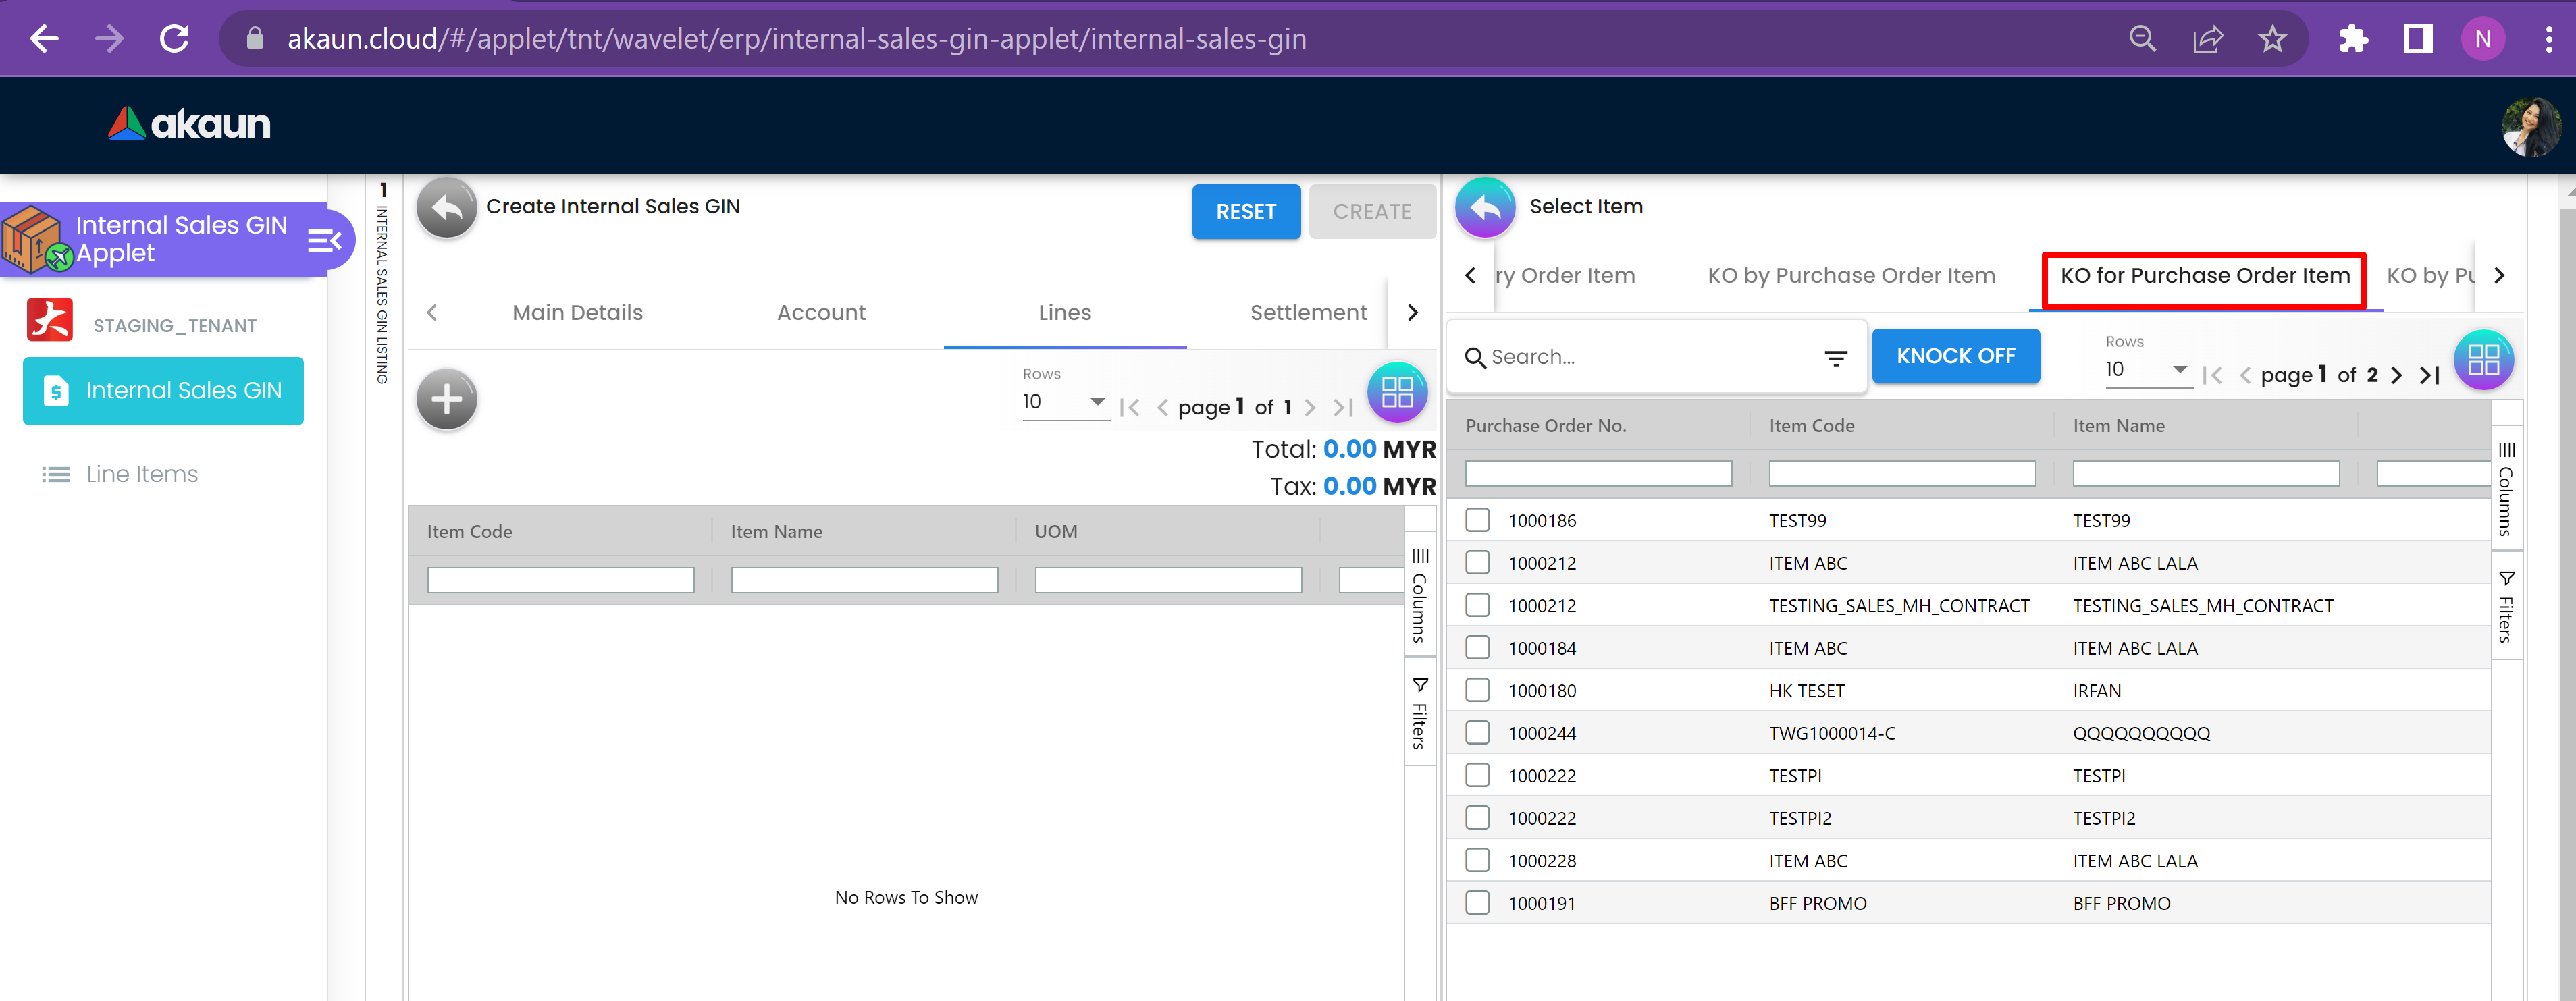 akaun.cloud/#/applet/tnt/wavelet/erp/internal-sales-gin-applet/internal-sales-gin
N
akaun
Internal Sales GIN
Applet
STAGING_TENANT
Internal Sales GIN
Line Items
1
INTERNAL SALES GIN LISTING
Create Internal Sales GIN
RESET
CREATE
Main Details
Account
Lines
Settlement
Rows
10
page 1 of 1
Total: 0.00 MYR
Tax: 0.00 MYR
Item Code
Item Name
UOM
Columns
Filters
No Rows To Show
Select Item
ry Order Item
KO by Purchase Order Item
KO for Purchase Order Item
KO by Pu
Search...
KNOCK OFF
Rows
10
page 1 of 2
Purchase Order No. Item Code Item Name
1000186 TEST99 TEST99
1000212 ITEM ABC ITEM ABC LALA
1000212 TESTING_SALES_MH_CONTRACT TESTING_SALES_MH_CONTRACT
1000184 ITEM ABC ITEM ABC LALA
1000180 HK TESET IRFAN
1000244 TWG1000014-C QQQQQQQQQQ
1000222 TESTPI TESTPI
1000222 TESTPI2 TESTPI2
1000228 ITEM ABC ITEM ABC LALA
1000191 BFF PROMO BFF PROMO
Columns
Filters